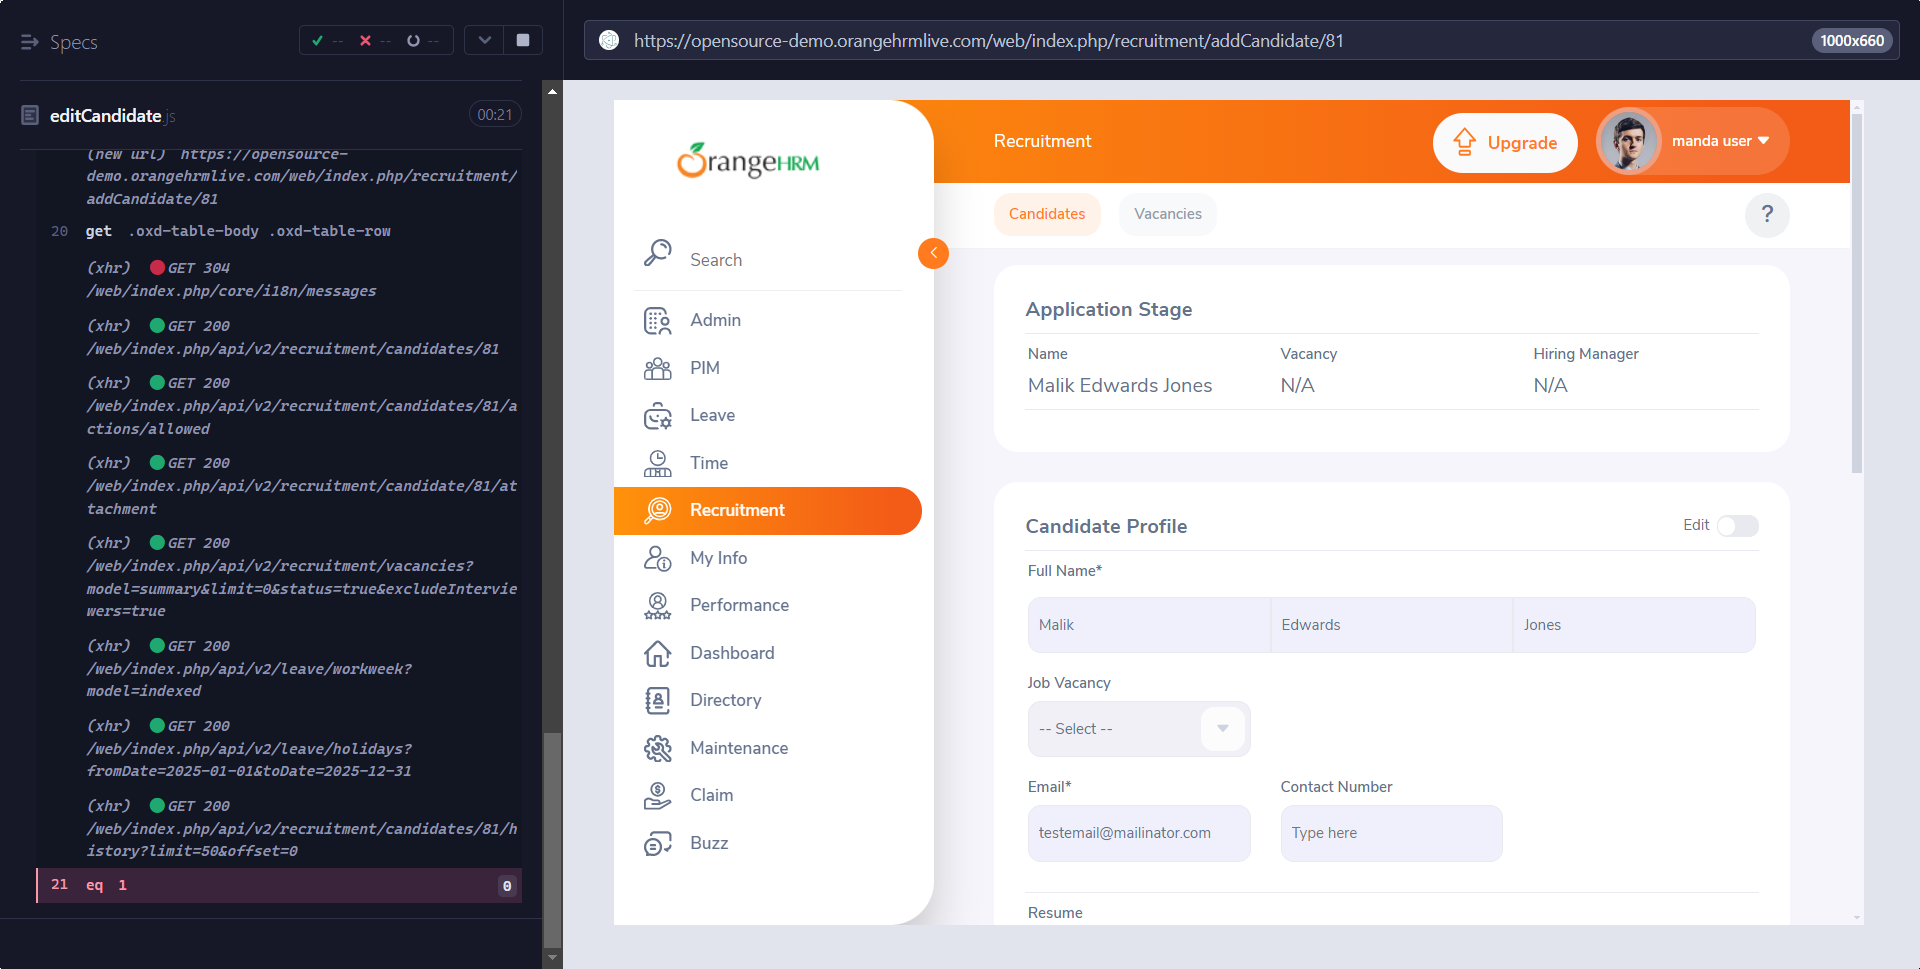 Specs
-- -- --
editCandidate.js
00:21
(new url) https://opensource-
demo.orangehrmlive.com/web/index.php/recruitment/
addCandidate/81
20 get .oxd-table-body .oxd-table-row
(xhr) GET 304
/web/index.php/core/i18n/messages
(xhr) GET 200
/web/index.php/api/v2/recruitment/candidates/81
(xhr) GET 200
/web/index.php/api/v2/recruitment/candidates/81/a
ctions/allowed
(xhr) GET 200
/web/index.php/api/v2/recruitment/candidate/81/at
tachment
(xhr) GET 200
/web/index.php/api/v2/recruitment/vacancies?
model=summary&limit=0&status=true&excludeIntervie
wers=true
(xhr) GET 200
/web/index.php/api/v2/leave/workweek?
model=indexed
(xhr) GET 200
/web/index.php/api/v2/leave/holidays?
fromDate=2025-01-01&toDate=2025-12-31
(xhr) GET 200
/web/index.php/api/v2/recruitment/candidates/81/h
istory?limit=50&offset=0
21 eq 1 0
https://opensource-demo.orangehrmlive.com/web/index.php/recruitment/addCandidate/81
1000x660
OrangeHRM
Search
Admin
PIM
Leave
Time
Recruitment
My Info
Performance
Dashboard
Directory
Maintenance
Claim
Buzz
Recruitment
Upgrade
manda user
Candidates
Vacancies
?
Application Stage
Name Vacancy Hiring Manager
Malik Edwards Jones N/A N/A
Candidate Profile
Edit
Full Name*
Malik Edwards Jones
Job Vacancy
-- Select --
Email* Contact Number
testemail@mailinator.com Type here
Resume